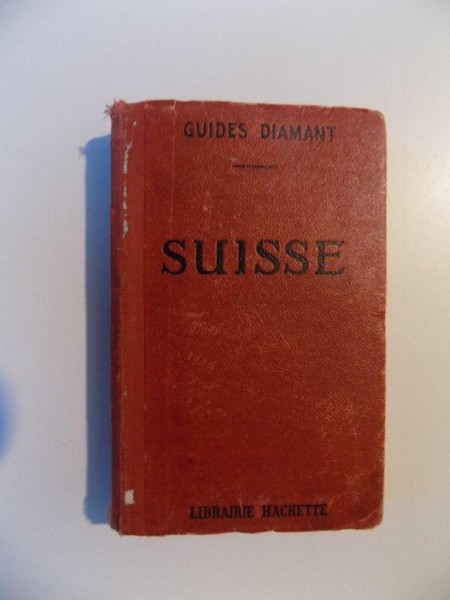 GUIDES DIAMANT
SUISSE
LIBRAIRIE HACHETTE